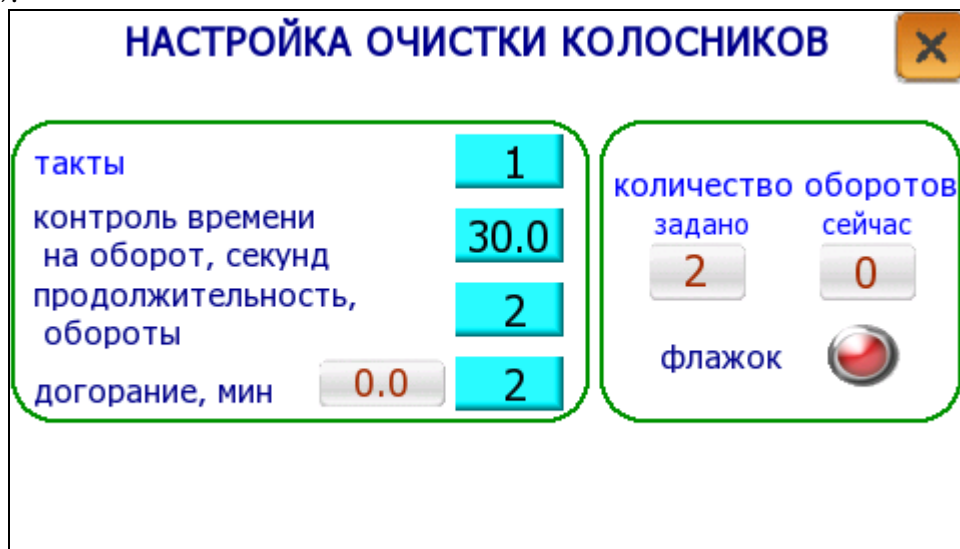 НАСТРОЙКА ОЧИСТКИ КОЛОСНИКОВ
такты 1
контроль времени
на оборот, секунд 30.0
продолжительность,
обороты 2
догорание, мин 0.0 2
количество оборотов
задано сейчас
2 0
флажок